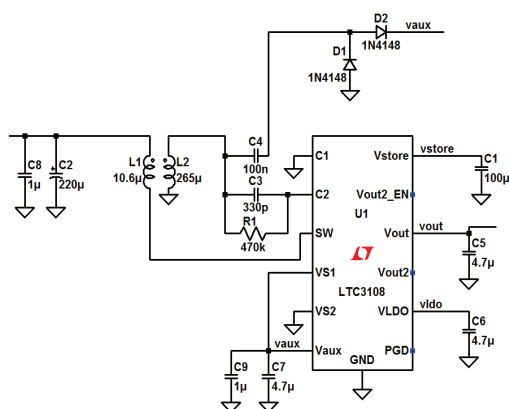 D2
vaux
1N4148
D1
1N4148
C8
1µ
C2
220µ
L1
10.6µ
L2
265µ
C4
100n
C3
330p
R1
470k
C1
C2
SW
VS1
VS2
Vaux
U1
LTC3108
GND
Vstore
Vout2_EN
Vout
Vout2
VLDO
PGD
vstore
C1
100µ
vout
C5
4.7µ
vldo
C6
4.7µ
vaux
C9
1µ
C7
4.7µ